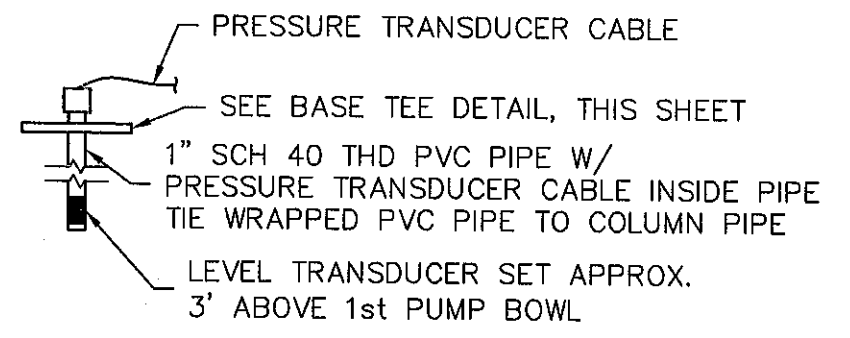 PRESSURE TRANSDUCER CABLE
SEE BASE TEE DETAIL, THIS SHEET
1" SCH 40 THD PVC PIPE W/
PRESSURE TRANSDUCER CABLE INSIDE PIPE
TIE WRAPPED PVC PIPE TO COLUMN PIPE
LEVEL TRANSDUCER SET APPROX.
3' ABOVE 1st PUMP BOWL